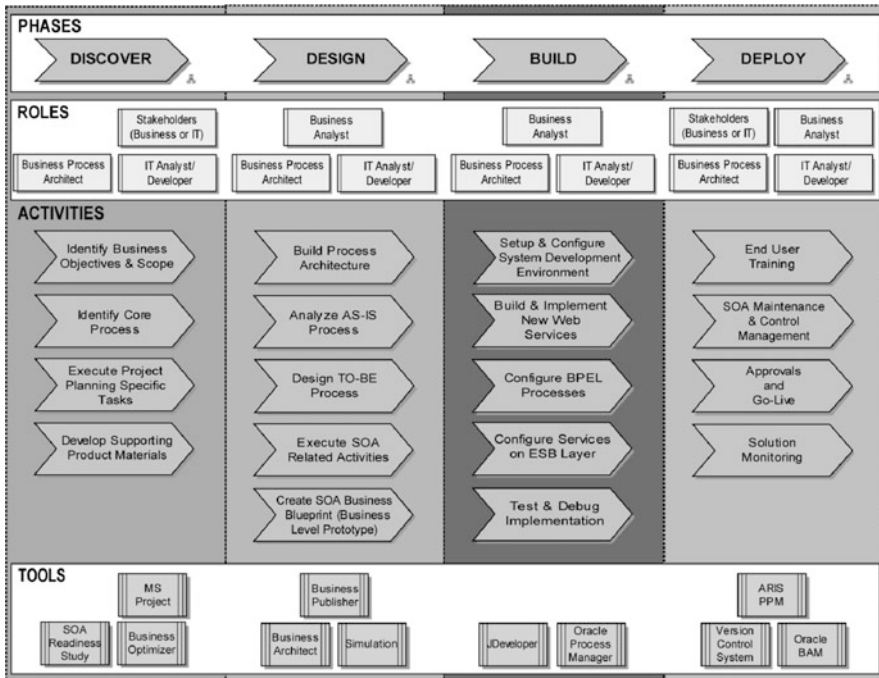 PHASES
DISCOVER
DESIGN
BUILD
DEPLOY
ROLES
Stakeholders
(Business or IT)
Business Process
Architect
IT Analyst/
Developer
Business
Analyst
Business Process
Architect
IT Analyst/
Developer
Business
Analyst
Business Process
Architect
IT Analyst/
Developer
Stakeholders
(Business or IT)
Business
Analyst
Business Process
Architect
IT Analyst/
Developer
ACTIVITIES
Identify Business
Objectives & Scope
Identify Core
Process
Execute Project
Planning Specific
Tasks
Develop Supporting
Product Materials
Build Process
Architecture
Analyze AS-IS
Process
Design TO-BE
Process
Execute SOA
Related Activities
Create SOA Business
Blueprint (Business
Level Prototype)
Setup & Configure
System Development
Environment
Build & Implement
New Web
Services
Configure BPEL
Processes
Configure Services
on ESB Layer
Test & Debug
Implementation
End User
Training
SOA Maintenance
& Control
Management
Approvals
and
Go-Live
Solution
Monitoring
TOOLS
MS
Project
SOA
Readiness
Study
Business
Optimizer
Business
Publisher
Business
Architect
Simulation
JDeveloper
Oracle
Process
Manager
ARIS
PPM
Version
Control
System
Oracle
BAM